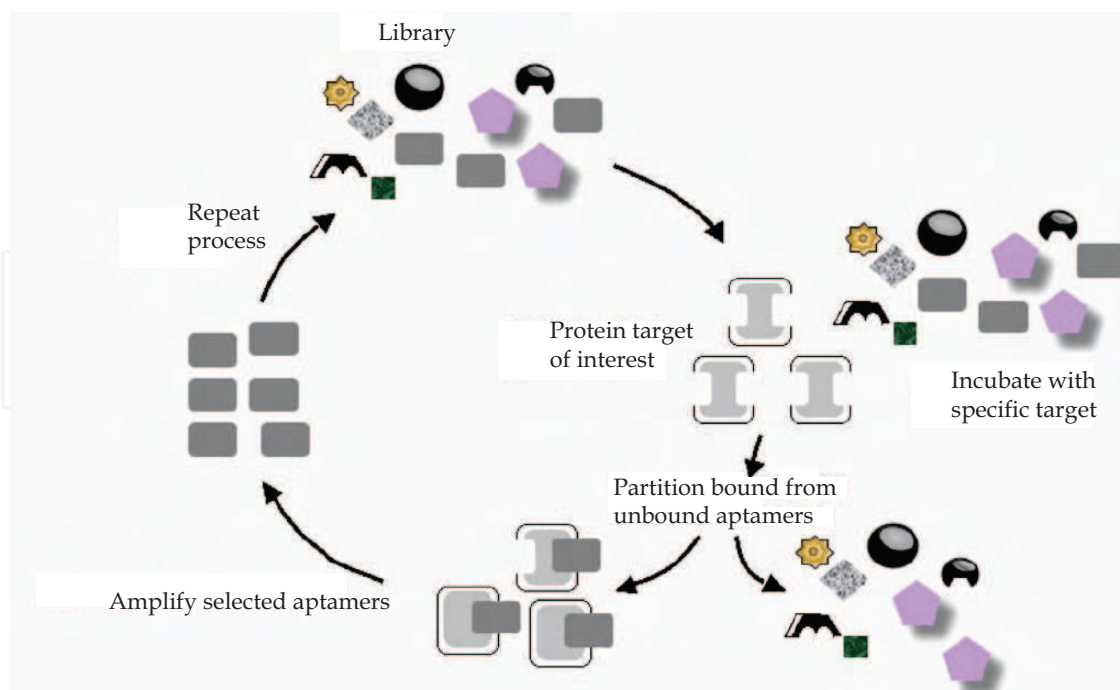 Library
Repeat
process
Protein target
of interest
Incubate with
specific target
Partition bound from
unbound aptamers
Amplify selected aptamers